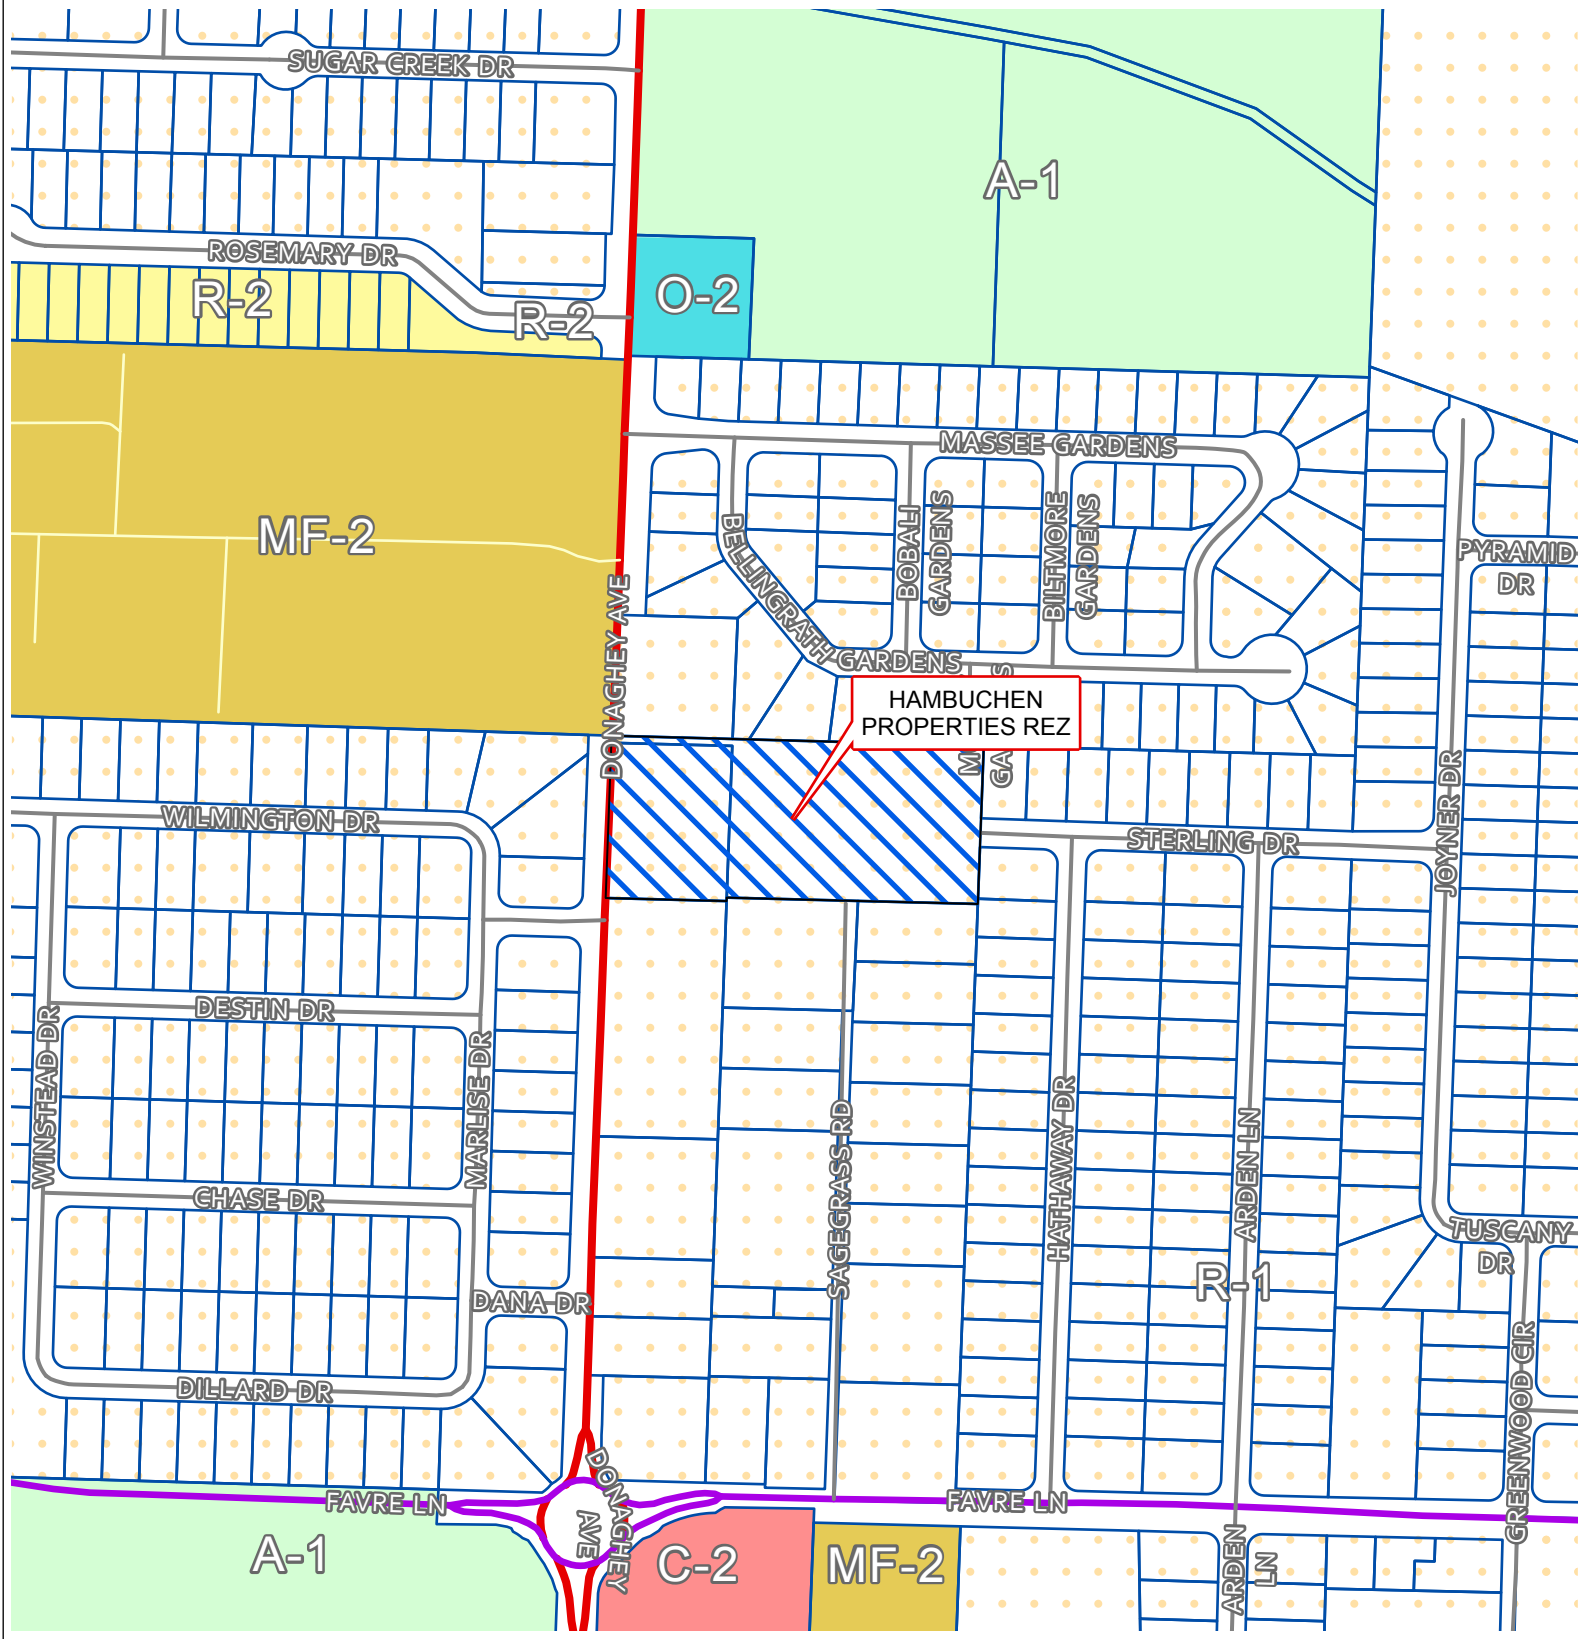 SUGAR CREEK DR
A-1
ROSEMARY DR
R-2
R-2
O-2
MASSEE GARDENS
MF-2
BELLINGRATH
GARDENS
BOBALI
GARDENS
BILTMORE
GARDENS
PYRAMID
DR
DONAGHEY AVE
HAMBUCHEN
PROPERTIES REZ
WILMINGTON DR
STERLING DR
JOYNER DR
DESTIN DR
WINSTEAD DR
MARLISE DR
CHASE DR
SAGEGRASS RD
HATHAWAY DR
ARDEN LN
TUSCANY
DR
R-1
DANA DR
DILLARD DR
GREENWOOD CIR
FAVRE LN
DONAGHEY
AVE
FAVRE LN
A-1
C-2
MF-2
ARDEN
LN